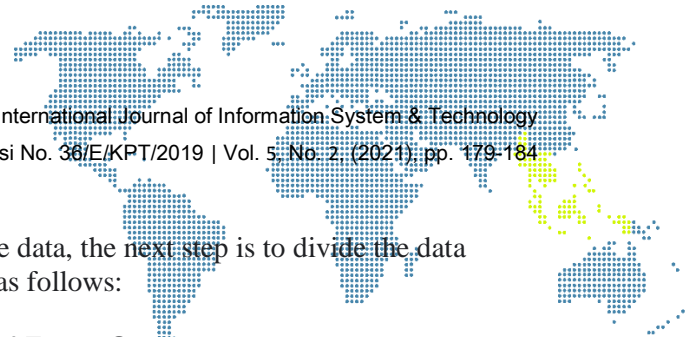 International Journal of Information System & Technology
si No. 36/E/KPT/2019 | Vol. 5, No. 2, (2021), pp. 179-184
e data, the next step is to divide the data
as follows: